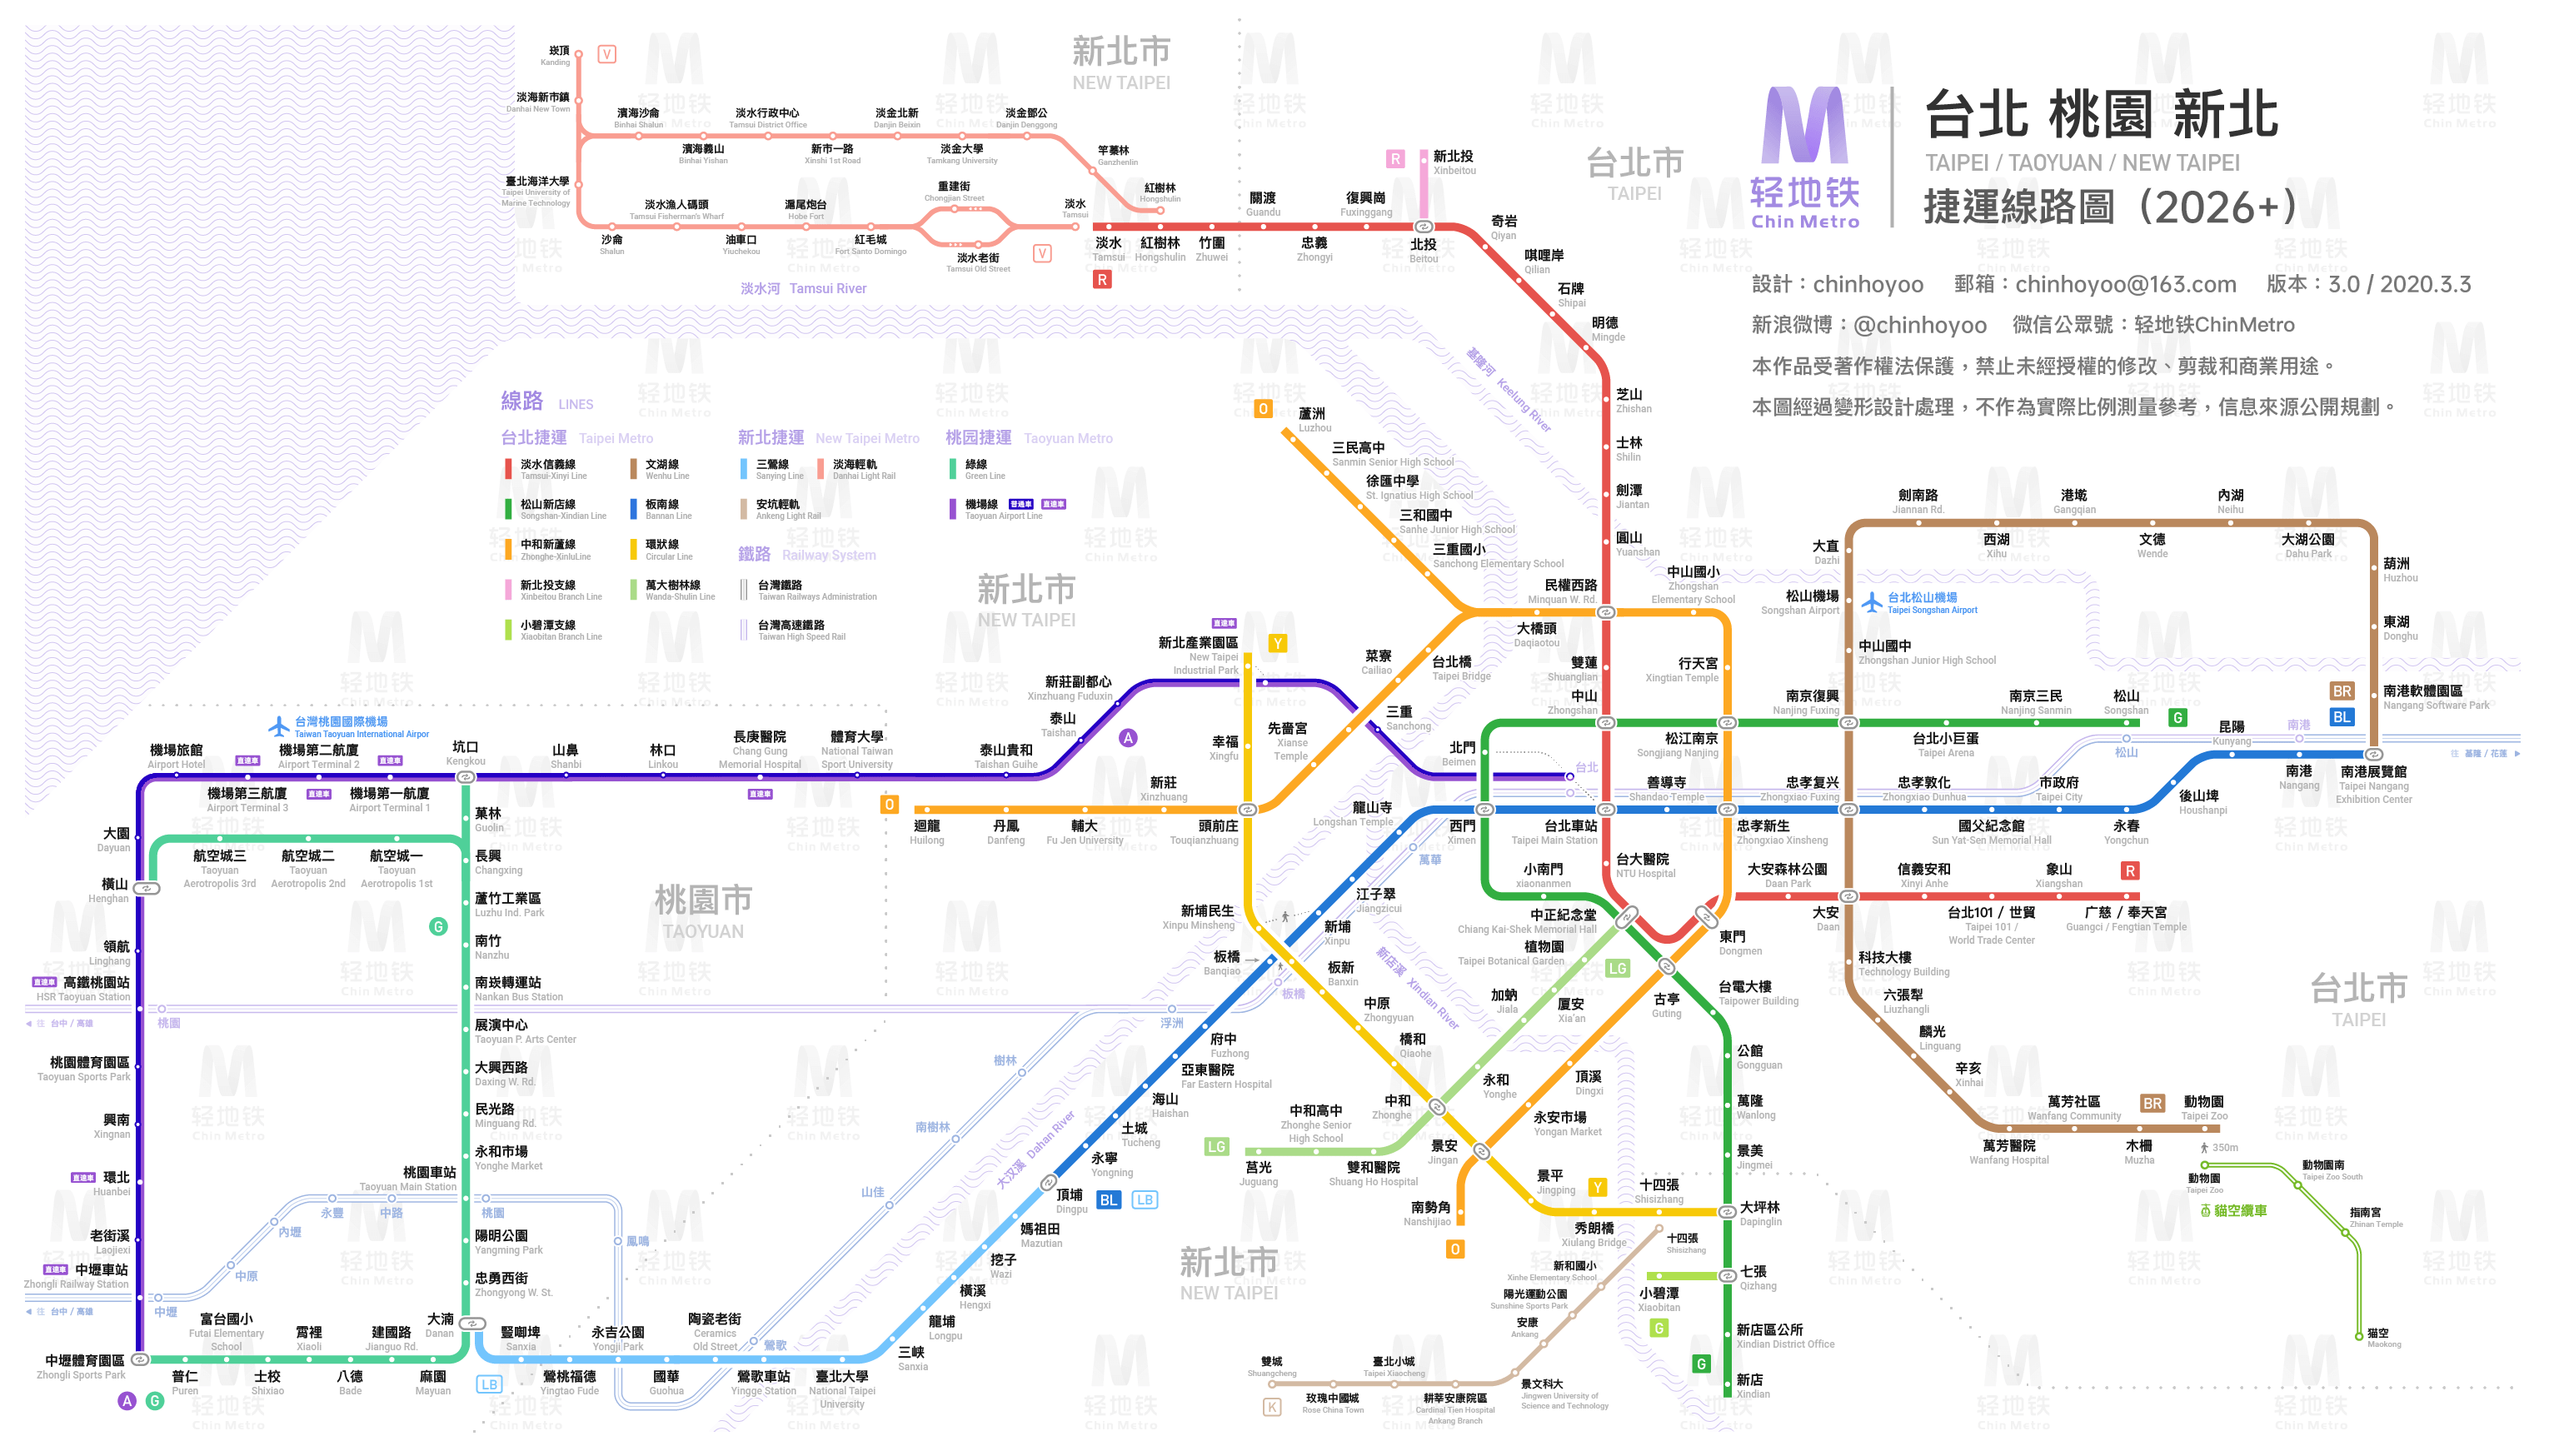 新北市
NEW TAIPEI
台北市
TAIPEI
轻地铁
Chin Metro
台北 桃園 新北
TAIPEI / TAOYUAN / NEW TAIPEI
捷運線路圖（2026+）
設計：chinhoyoo 郵箱：chinhoyoo@163.com 版本：3.0 / 2020.3.3
新浪微博：@chinhoyoo 微信公眾號：轻地铁ChinMetro
本作品受著作權法保護，禁止未經授權的修改、剪裁和商業用途。
本圖經過變形設計處理，不作為實際比例測量參考，信息來源公開規劃。
崁頂
Kanding
V
淡海新市鎮
Danhai New Town
濱海沙崙
Binhai Shalun
淡水行政中心
Tamsui District Office
淡金北新
Danjin Beixin
淡金鄧公
Danjin Denggong
濱海義山
Binhai Yishan
新市一路
Xinshi 1st Road
淡金大學
Tamkang University
竿蓁林
Ganzhenlin
紅樹林
Hongshulin
臺北海洋大學
Taipei University of
Marine Technology
淡水漁人碼頭
Tamsui Fisherman's Wharf
滬尾炮台
Hobe Fort
重建街
Chongjian Street
淡水
Tamsui
沙崙
Shalun
油車口
Yiuchekou
紅毛城
Fort Santo Domingo
淡水老街
Tamsui Old Street
V
淡水河 Tamsui River
淡水
Tamsui
R
紅樹林
Hongshulin
竹圍
Zhuwei
關渡
Guandu
忠義
Zhongyi
復興崗
Fuxinggang
北投
Beitou
R
新北投
Xinbeitou
奇岩
Qiyan
唭哩岸
Qilian
石牌
Shipai
明德
Mingde
芝山
Zhishan
士林
Shilin
劍潭
Jiantan
圓山
Yuanshan
基隆河 Keelung River
線路 LINES
台北捷運 Taipei Metro
新北捷運 New Taipei Metro
桃园捷運 Taoyuan Metro
淡水信義線
Tamsui-Xinyi Line
文湖線
Wenhu Line
三鶯線
Sanying Line
淡海輕軌
Danhai Light Rail
綠線
Green Line
松山新店線
Songshan-Xindian Line
板南線
Bannan Line
安坑輕軌
Ankeng Light Rail
機場線 普通車 直達車
Taoyuan Airport Line
中和新蘆線
Zhonghe-XinluLine
環狀線
Circular Line
鐵路 Railway System
新北投支線
Xinbeitou Branch Line
萬大樹林線
Wanda-Shulin Line
台灣鐵路
Taiwan Railways Administration
小碧潭支線
Xiaobitan Branch Line
台灣高速鐵路
Taiwan High Speed Rail
新北市
NEW TAIPEI
O
蘆洲
Luzhou
三民高中
Sanmin Senior High School
徐匯中學
St. Ignatius High School
三和國中
Sanhe Junior High School
三重國小
Sanchong Elementary School
民權西路
Minquan W. Rd.
中山國小
Zhongshan
Elementary School
大橋頭
Daqiaotou
台北橋
Taipei Bridge
菜寮
Cailiao
三重
Sanchong
先嗇宮
Xianse
Temple
雙蓮
Shuanglian
中山
Zhongshan
行天宮
Xingtian Temple
松江南京
Songjiang Nanjing
南京復興
Nanjing Fuxing
台北小巨蛋
Taipei Arena
南京三民
Nanjing Sanmin
松山
Songshan
G
大直
Dazhi
松山機場
Songshan Airport
台北松山機場
Taipei Songshan Airport
中山國中
Zhongshan Junior High School
劍南路
Jiannan Rd.
西湖
Xihu
港墘
Gangqian
文德
Wende
內湖
Neihu
大湖公園
Dahu Park
葫洲
Huzhou
東湖
Donghu
南港軟體園區
Nangang Software Park
BR
BL
昆陽
Kunyang
南港
松山
南港
Nangang
南港展覽館
Taipei Nangang
Exhibition Center
往 基隆 / 花蓮
後山埤
Houshanpi
永春
Yongchun
市政府
Taipei City
國父紀念館
Sun Yat-Sen Memorial Hall
忠孝敦化
Zhongxiao Dunhua
忠孝复兴
Zhongxiao Fuxing
忠孝新生
Zhongxiao Xinsheng
善導寺
Shandao Temple
台北
台北車站
Taipei Main Station
北門
Beimen
西門
Ximen
龍山寺
Longshan Temple
萬華
直達車
新北產業園區
New Taipei
Industrial Park
Y
新莊副都心
Xinzhuang Fuduxin
泰山
Taishan
A
幸福
Xingfu
泰山貴和
Taishan Guihe
體育大學
National Taiwan
Sport University
長庚醫院
Chang Gung
Memorial Hospital
直達車
林口
Linkou
山鼻
Shanbi
坑口
Kengkou
台灣桃園國際機場
Taiwan Taoyuan International Airpor
機場旅館
Airport Hotel
直達車
機場第三航廈
Airport Terminal 3
機場第二航廈
Airport Terminal 2
直達車
直達車
機場第一航廈
Airport Terminal 1
O
迴龍
Huilong
丹鳳
Danfeng
輔大
Fu Jen University
新莊
Xinzhuang
頭前庄
Touqianzhuang
大園
Dayuan
航空城三
Taoyuan
Aerotropolis 3rd
航空城二
Taoyuan
Aerotropolis 2nd
航空城一
Taoyuan
Aerotropolis 1st
菓林
Guolin
長興
Changxing
橫山
Henghan
蘆竹工業區
Luzhu Ind. Park
G
南竹
Nanzhu
桃園市
TAOYUAN
領航
Linghang
直達車 高鐵桃園站
HSR Taoyuan Station
南崁轉運站
Nankan Bus Station
往 台中 / 高雄
桃園
展演中心
Taoyuan P. Arts Center
桃園體育園區
Taoyuan Sports Park
大興西路
Daxing W. Rd.
興南
Xingnan
民光路
Minguang Rd.
永和市場
Yonghe Market
直達車 環北
Huanbei
桃園車站
Taoyuan Main Station
永豐
中路
桃園
內壢
中原
老街溪
Laojiexi
陽明公園
Yangming Park
鳳鳴
直達車 中壢車站
Zhongli Railway Station
忠勇西街
Zhongyong W. St.
往 台中 / 高雄
中壢
中壢體育園區
Zhongli Sports Park
A
G
普仁
Puren
富台國小
Futai Elementary
School
士校
Shixiao
霄裡
Xiaoli
八德
Bade
建國路
Jianguo Rd.
麻園
Mayuan
大湳
Danan
LB
豎啣埤
Sanxia
鶯桃福德
Yingtao Fude
永吉公園
Yongji Park
國華
Guohua
陶瓷老街
Ceramics
Old Street
鶯歌
鶯歌車站
Yingge Station
臺北大學
National Taipei
University
三峽
Sanxia
龍埔
Longpu
橫溪
Hengxi
挖子
Wazi
媽祖田
Mazutian
頂埔
Dingpu
BL
LB
永寧
Yongning
土城
Tucheng
海山
Haishan
亞東醫院
Far Eastern Hospital
府中
Fuzhong
大汉溪 Dahan River
山佳
南樹林
樹林
浮洲
板橋
板橋
Banqiao
新埔
Xinpu
江子翠
Jiangzicui
新埔民生
Xinpu Minsheng
板新
Banxin
中原
Zhongyuan
橋和
Qiaohe
中和
Zhonghe
景安
Jingan
景平
Jingping
Y
秀朗橋
Xiulang Bridge
十四張
Shisizhang
大坪林
Dapinglin
新店溪 Xindian River
小南門
xiaonanmen
台大醫院
NTU Hospital
中正紀念堂
Chiang Kai-Shek Memorial Hall
植物園
Taipei Botanical Garden
LG
加蚋
Jiala
厦安
Xia'an
永和
Yonghe
中和高中
Zhonghe Senior
High School
LG
莒光
Juguang
雙和醫院
Shuang Ho Hospital
東門
Dongmen
古亭
Guting
頂溪
Dingxi
永安市場
Yongan Market
南勢角
Nanshijiao
O
台電大樓
Taipower Building
公館
Gongguan
萬隆
Wanlong
景美
Jingmei
七張
Qizhang
小碧潭
Xiaobitan
G
新店區公所
Xindian District Office
G
新店
Xindian
大安森林公園
Daan Park
大安
Daan
信義安和
Xinyi Anhe
台北101 / 世貿
Taipei 101 /
World Trade Center
象山
Xiangshan
R
广慈 / 奉天宮
Guangci / Fengtian Temple
科技大樓
Technology Building
六張犁
Liuzhangli
麟光
Linguang
辛亥
Xinhai
萬芳醫院
Wanfang Hospital
萬芳社區
Wanfang Community
木柵
Muzha
BR
動物園
Taipei Zoo
350m
動物園
Taipei Zoo
動物園南
Taipei Zoo South
貓空纜車
指南宮
Zhinan Temple
猫空
Maokong
台北市
TAIPEI
新北市
NEW TAIPEI
十四張
Shisizhang
新和國小
Xinhe Elementary School
陽光運動公園
Sunshine Sports Park
安康
Ankang
景文科大
Jingwen University of
Science and Technology
耕莘安康院區
Cardinal Tien Hospital
Ankang Branch
臺北小城
Taipei Xiaocheng
玫瑰中國城
Rose China Town
雙城
Shuangcheng
K